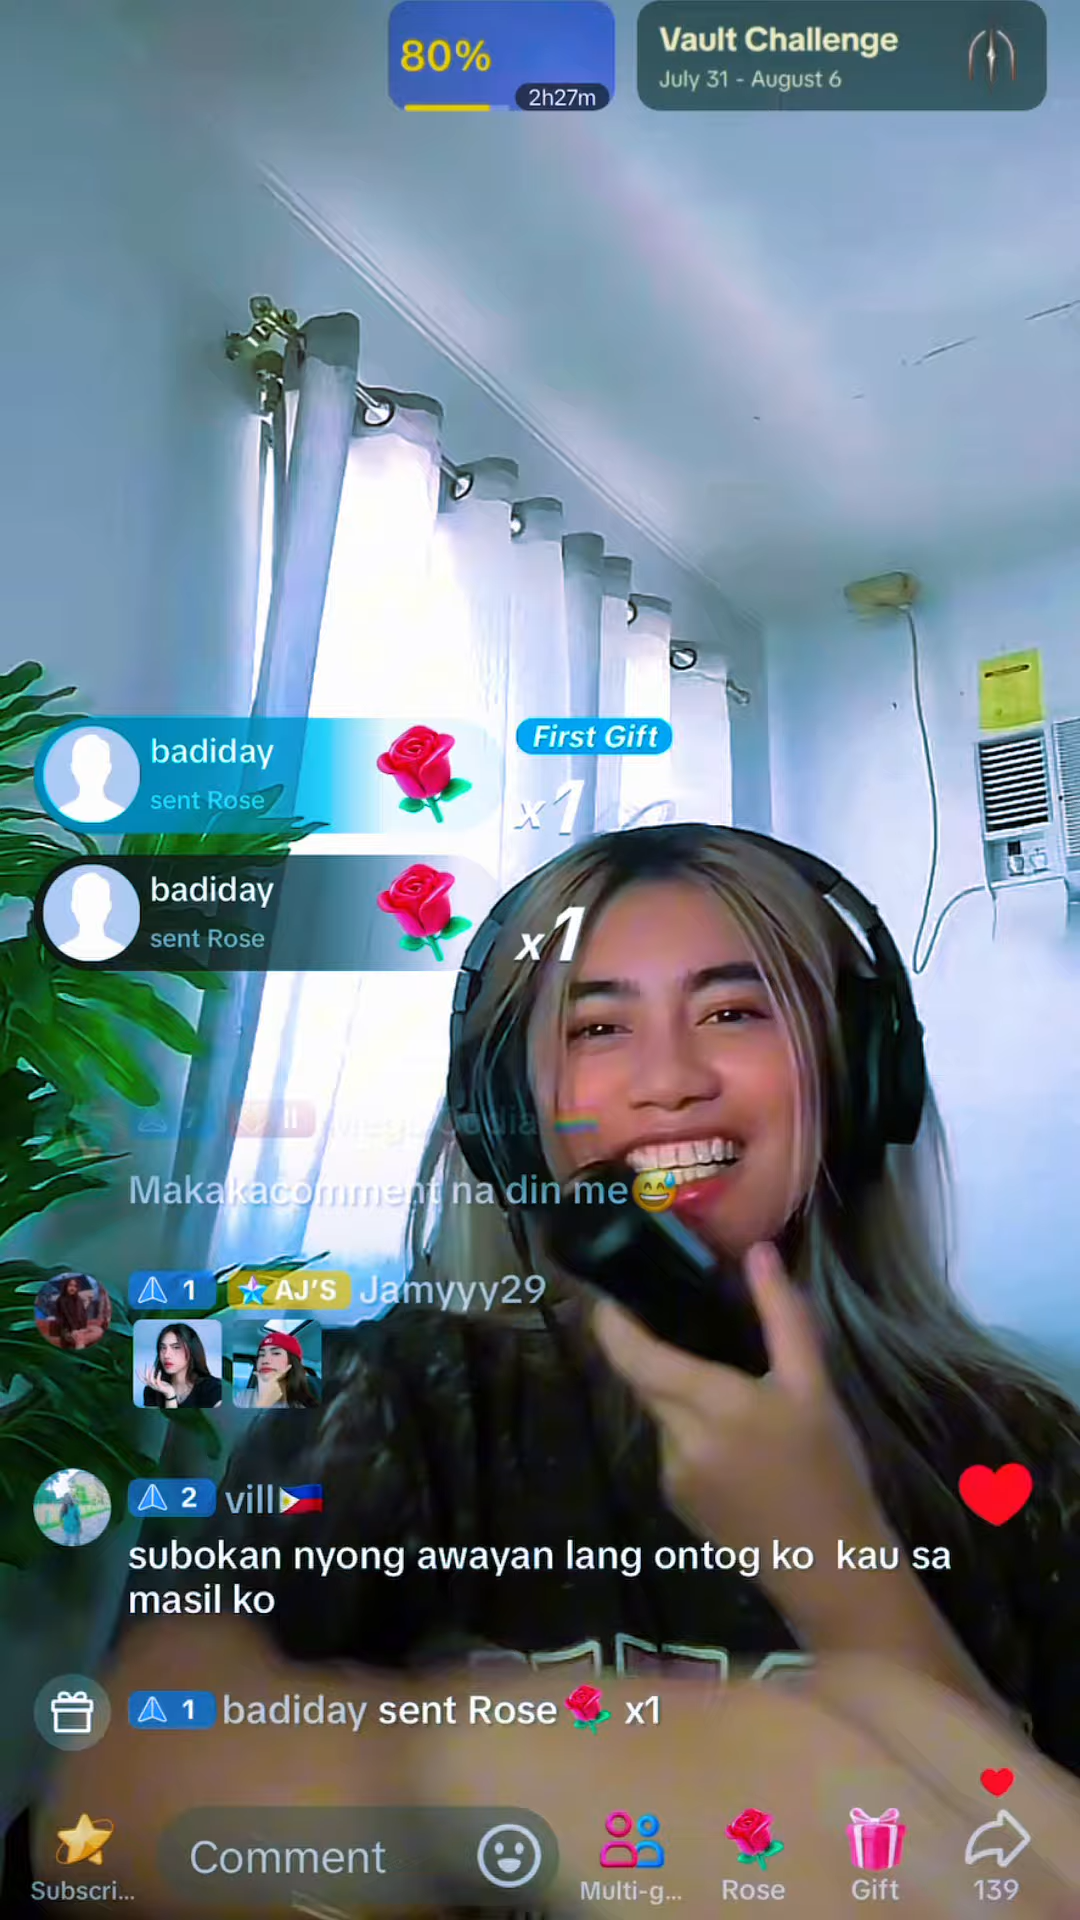 80%
2h27m
Vault Challenge
July 31 - August 6
badiday
sent Rose
First Gift
x1
badiday
sent Rose
x1
Makakacomment na din me😅
1 AJ'S Jamyyy29
2 vill🇵🇭
subokan nyong awayan lang ontog ko kau sa
masil ko
1 badiday sent Rose🌹 x1
Subscri...
Comment
Multi-g...
Rose
Gift
139